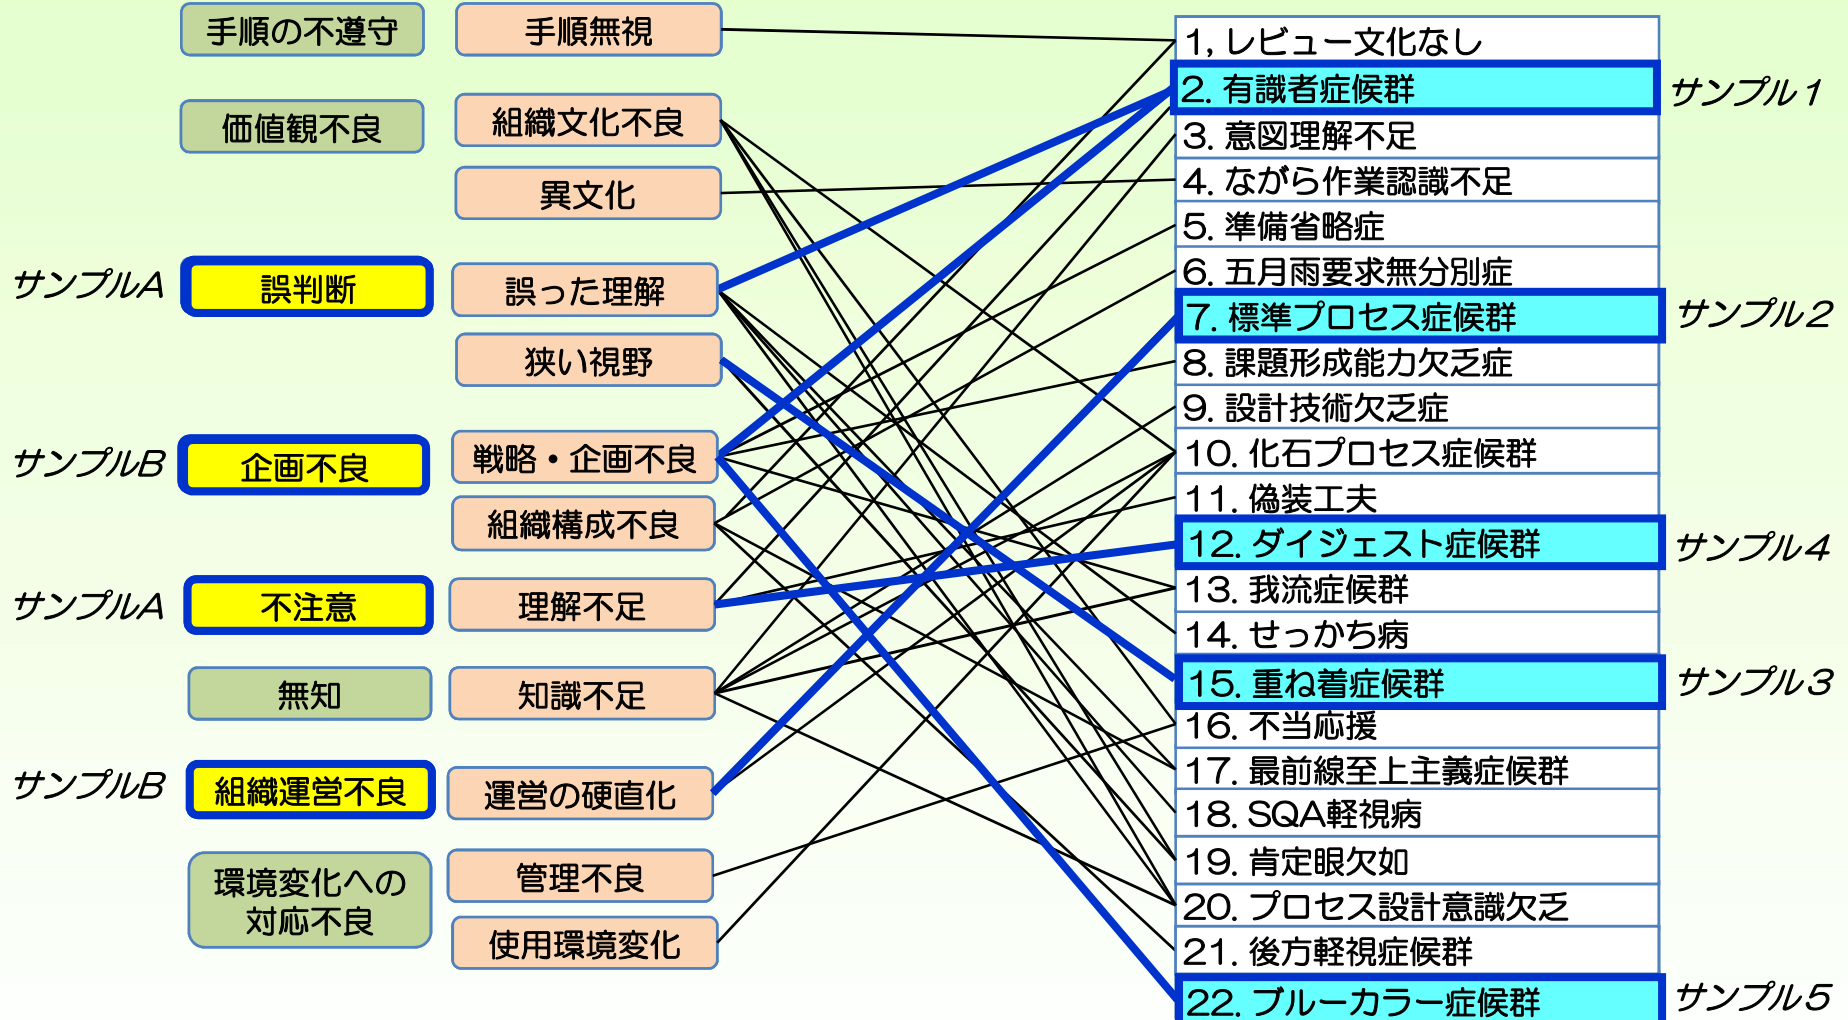 手順の不遵守
価値観不良
サンプルA
誤判断
サンプルB
企画不良
サンプルA
不注意
無知
サンプルB
組織運営不良
環境変化への
対応不良
手順無視
組織文化不良
異文化
誤った理解
狭い視野
戦略・企画不良
組織構成不良
理解不足
知識不足
運営の硬直化
管理不良
使用環境変化
1, レビュー文化なし
2. 有識者症候群
サンプル1
3. 意図理解不足
4. ながら作業認識不足
5. 準備省略症
6. 五月雨要求無分別症
7. 標準プロセス症候群
サンプル2
8. 課題形成能力欠乏症
9. 設計技術欠乏症
10. 化石プロセス症候群
11. 偽装工夫
12. ダイジェスト症候群
サンプル4
13. 我流症候群
14. せっかち病
15. 重ね着症候群
サンプル3
16. 不当応援
17. 最前線至上主義症候群
18. SQA軽視病
19. 肯定眼欠如
20. プロセス設計意識欠乏
21. 後方軽視症候群
22. ブルーカラー症候群
サンプル5